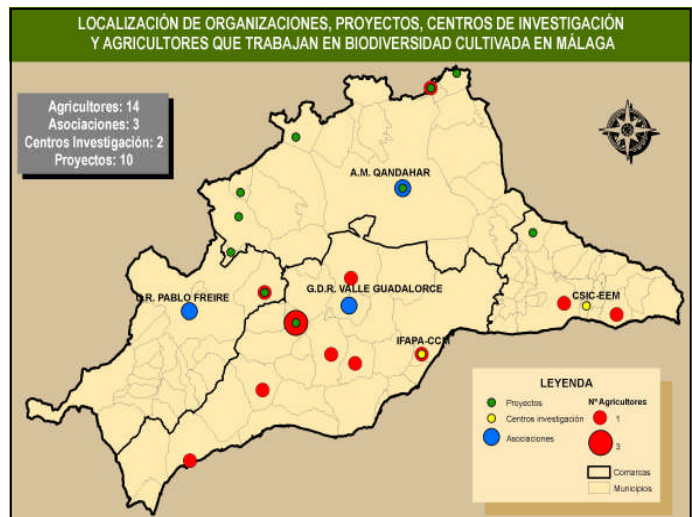 LOCALIZACIÓN DE ORGANIZACIONES, PROYECTOS, CENTROS DE INVESTIGACIÓN
Y AGRICULTORES QUE TRABAJAN EN BIODIVERSIDAD CULTIVADA EN MÁLAGA
Agricultores: 14
Asociaciones: 3
Centros Investigación: 2
Proyectos: 10
A.M. QANDAHAR
G.D.R. VALLE GUADALORCE
PABLO FREIRE
CSIC-EEM
IFAPA-CCM
LEYENDA
Proyectos
Centros investigación
Asociaciones
Nº Agricultores
1
3
Comarcas
Municipios